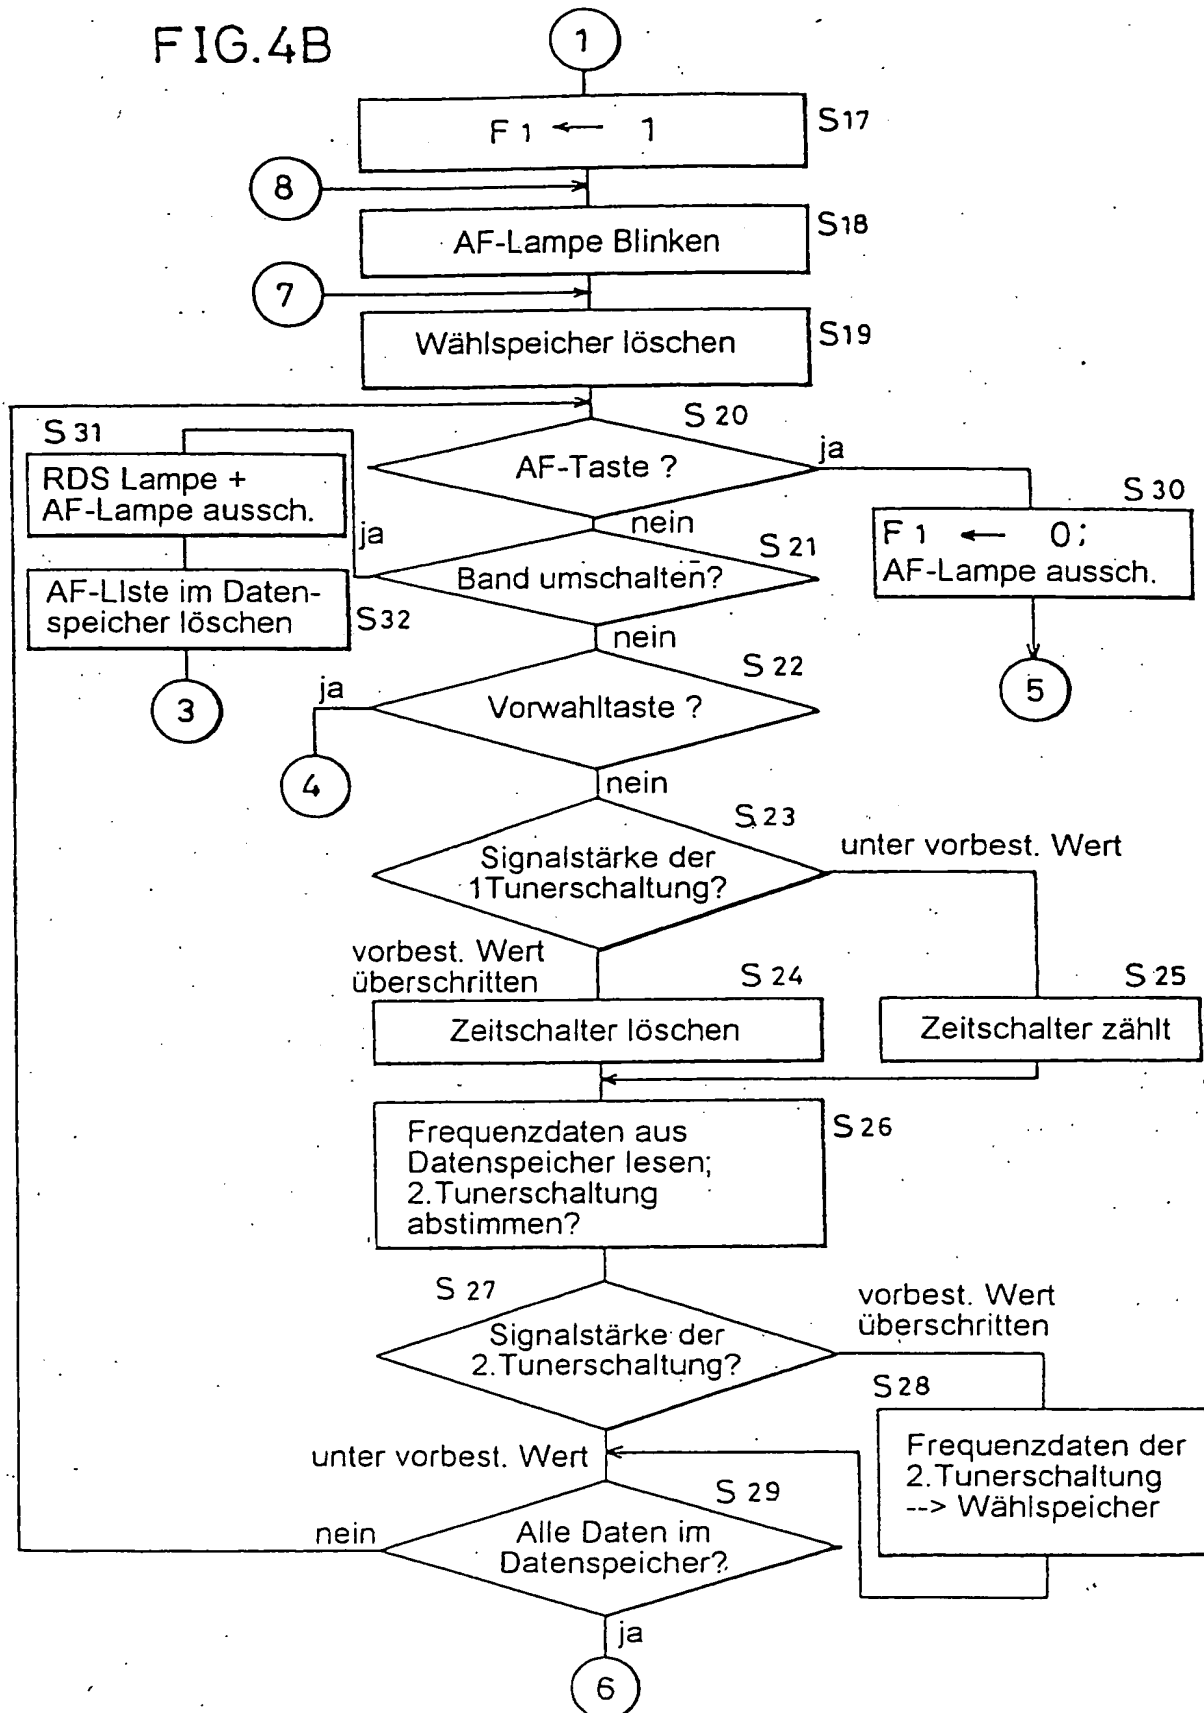 FIG.4B
1
F1 ← 1
S17
8
AF-Lampe Blinken
S18
7
Wählspeicher löschen
S19
S 20
AF-Taste ?
ja
nein
S 31
RDS Lampe +
AF-Lampe aussch.
ja
S 30
F1 ← 0;
AF-Lampe aussch.
S 21
Band umschalten?
nein
AF-LIste im Daten-
speicher löschen
S32
3
5
S 22
Vorwahltaste ?
ja
4
nein
S 23
Signalstärke der
1Tunerschaltung?
unter vorbest. Wert
vorbest. Wert
überschritten
S 24
Zeitschalter löschen
S 25
Zeitschalter zählt
S 26
Frequenzdaten aus
Datenspeicher lesen;
2.Tunerschaltung
abstimmen?
S 27
Signalstärke der
2.Tunerschaltung?
vorbest. Wert
überschritten
S28
Frequenzdaten der
2.Tunerschaltung
--> Wählspeicher
unter vorbest. Wert
S 29
Alle Daten im
Datenspeicher?
nein
ja
6